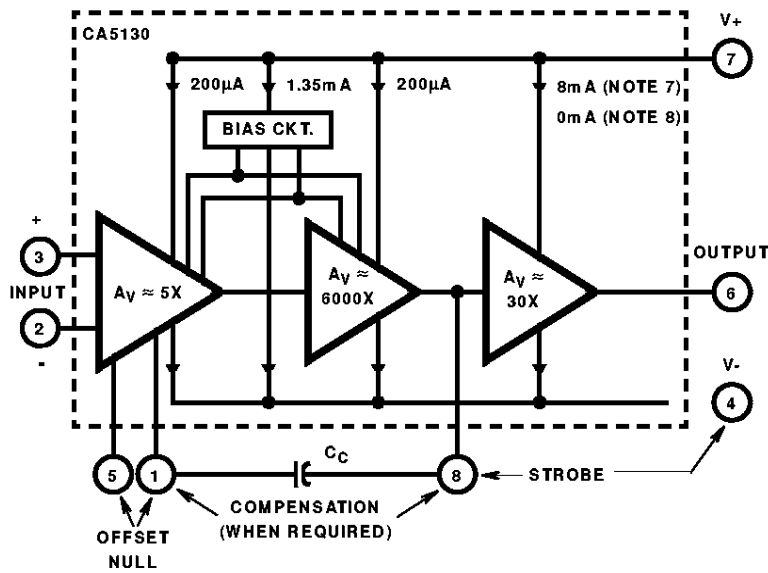 CA5130
V+
7
200µA
1.35mA
200µA
8mA (NOTE 7)
0mA (NOTE 8)
BIAS CKT.
+
3
INPUT
2
-
A_V ≈ 5X
A_V ≈
6000X
A_V ≈
30X
OUTPUT
6
V-
4
5
1
C_C
8
STROBE
COMPENSATION
(WHEN REQUIRED)
OFFSET
NULL